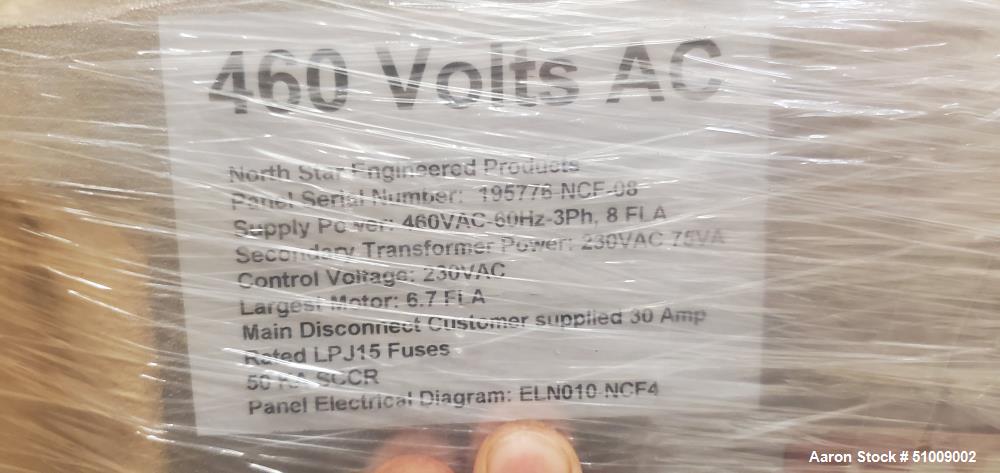 460 Volts AC
North Star Engineered Products
Panel Serial Number: 195776 NCF-08
Supply Power: 460VAC-60Hz-3Ph, 8 FLA
Secondary Transformer Power: 230VAC 75VA
Control Voltage: 230VAC
Largest Motor: 6.7 FLA
Main Disconnect Customer supplied 30 Amp
Rated LPJ15 Fuses
50 KA SCCR
Panel Electrical Diagram: ELN010 NCF4
Aaron Stock # 51009002